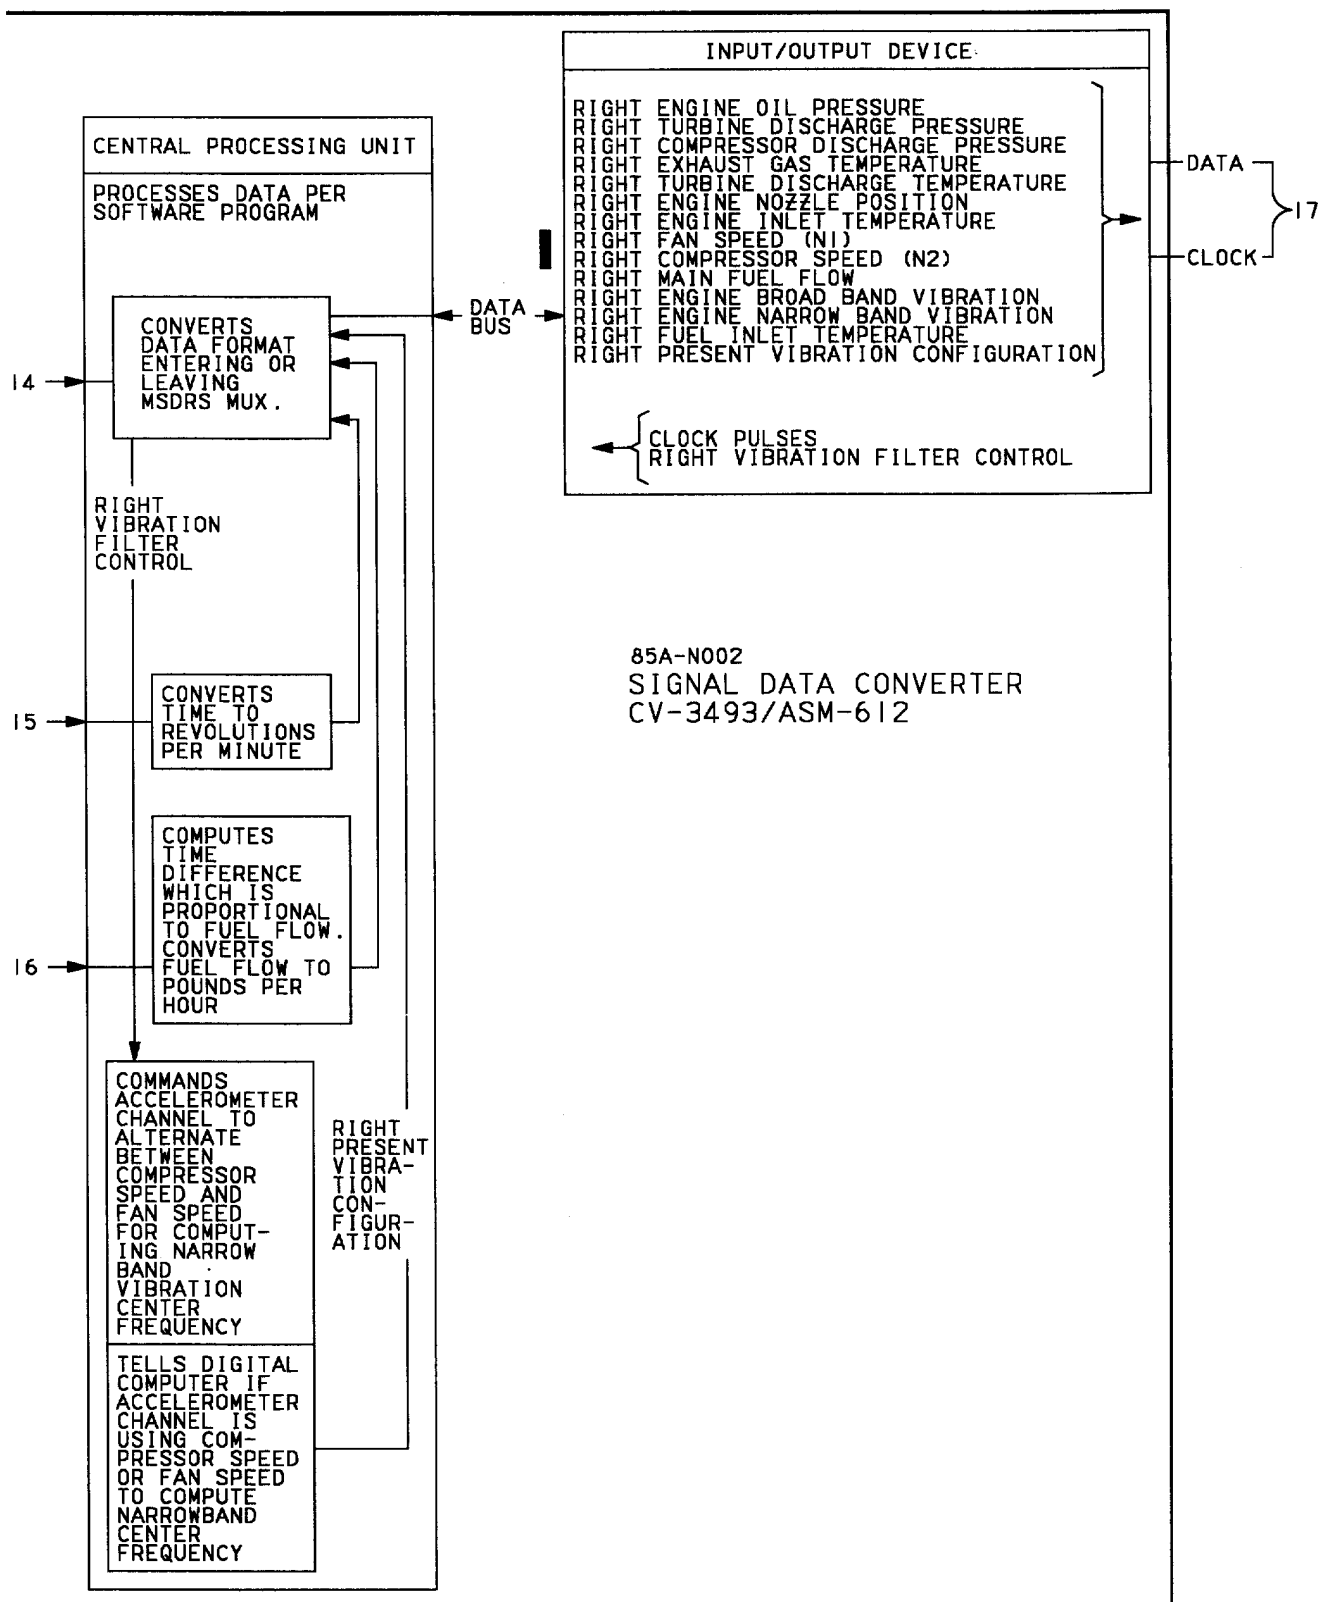 INPUT/OUTPUT DEVICE
RIGHT ENGINE OIL PRESSURE
RIGHT TURBINE DISCHARGE PRESSURE
RIGHT COMPRESSOR DISCHARGE PRESSURE
RIGHT EXHAUST GAS TEMPERATURE
RIGHT TURBINE DISCHARGE TEMPERATURE
RIGHT ENGINE NOZZLE POSITION
RIGHT ENGINE INLET TEMPERATURE
RIGHT FAN SPEED (N1)
RIGHT COMPRESSOR SPEED (N2)
RIGHT MAIN FUEL FLOW
RIGHT ENGINE BROAD BAND VIBRATION
RIGHT ENGINE NARROW BAND VIBRATION
RIGHT FUEL INLET TEMPERATURE
RIGHT PRESENT VIBRATION CONFIGURATION
CLOCK PULSES
RIGHT VIBRATION FILTER CONTROL
DATA
CLOCK
17
CENTRAL PROCESSING UNIT
PROCESSES DATA PER
SOFTWARE PROGRAM
DATA
BUS
14
CONVERTS
DATA FORMAT
ENTERING OR
LEAVING
MSDRS MUX.
RIGHT
VIBRATION
FILTER
CONTROL
15
CONVERTS
TIME TO
REVOLUTIONS
PER MINUTE
16
COMPUTES
TIME
DIFFERENCE
WHICH IS
PROPORTIONAL
TO FUEL FLOW.
CONVERTS
FUEL FLOW TO
POUNDS PER
HOUR
COMMANDS
ACCELEROMETER
CHANNEL TO
ALTERNATE
BETWEEN
COMPRESSOR
SPEED AND
FAN SPEED
FOR COMPUT-
ING NARROW
BAND
VIBRATION
CENTER
FREQUENCY
RIGHT
PRESENT
VIBRA-
TION
CON-
FIGUR-
ATION
TELLS DIGITAL
COMPUTER IF
ACCELEROMETER
CHANNEL IS
USING COM-
PRESSOR SPEED
OR FAN SPEED
TO COMPUTE
NARROWBAND
CENTER
FREQUENCY
85A-N002
SIGNAL DATA CONVERTER
CV-3493/ASM-612